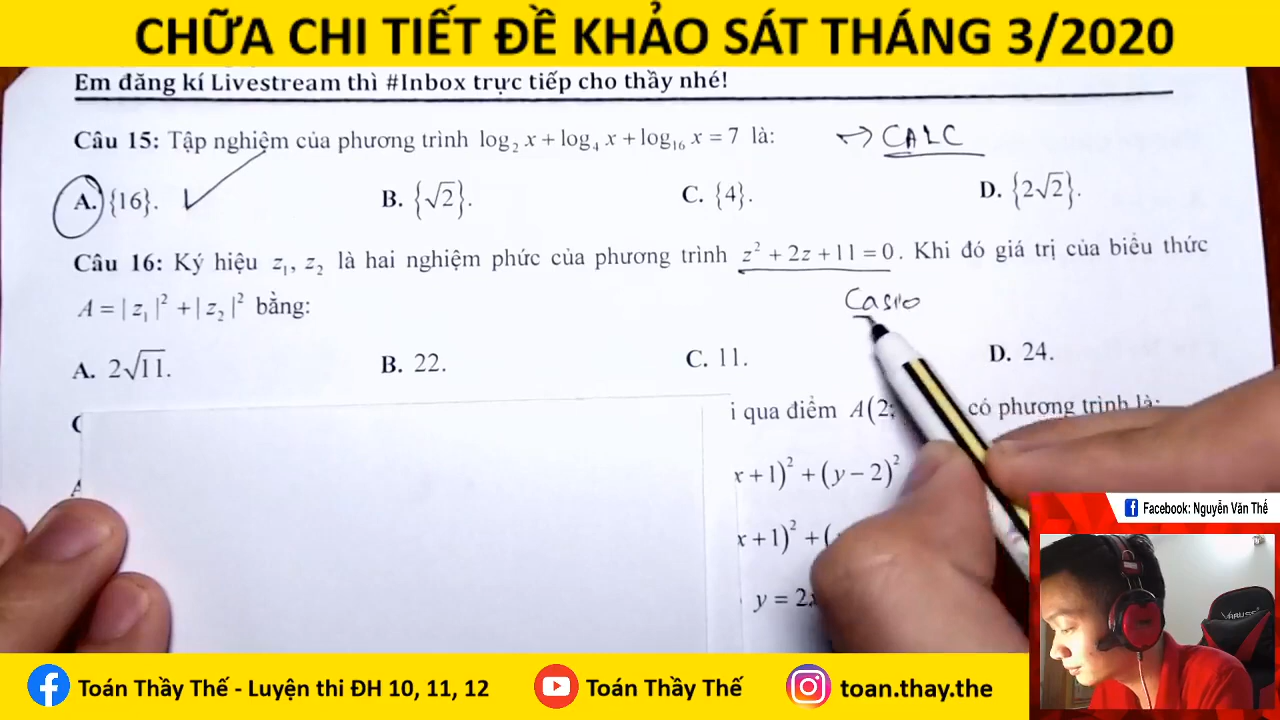 CHỮA CHI TIẾT ĐỀ KHẢO SÁT THÁNG 3/2020
Em đăng kí Livestream thì #Inbox trực tiếp cho thầy nhé!
Câu 15: Tập nghiệm của phương trình log₂ x + log₄ x + log₁₆ x = 7 là: ↔ CALC
A. {16}. B. {√2}. C. {4}. D. {2√2}.
Câu 16: Ký hiệu z₁, z₂ là hai nghiệm phức của phương trình z² + 2z + 11 = 0. Khi đó giá trị của biểu thức
A = | z₁ |² + | z₂ |² bằng: Casio
A. 2√11. B. 22. C. 11. D. 24.
i qua điểm A(2; có phương trình là:
x + 1)² + (y − 2)²
x + 1)² + (
y = 2
Facebook: Nguyễn Văn Thế
Toán Thầy Thế - Luyện thi ĐH 10, 11, 12 Toán Thầy Thế toan.thay.the